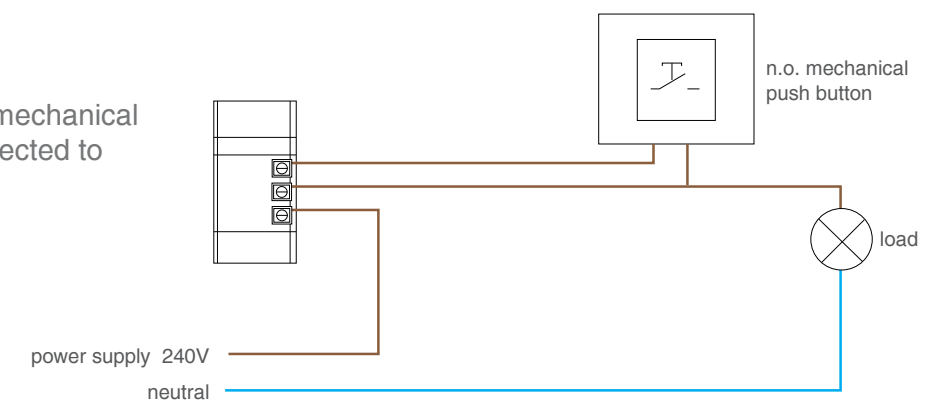 n.o. mechanical
push button
mechanical
ected to
load
power supply 240V
neutral